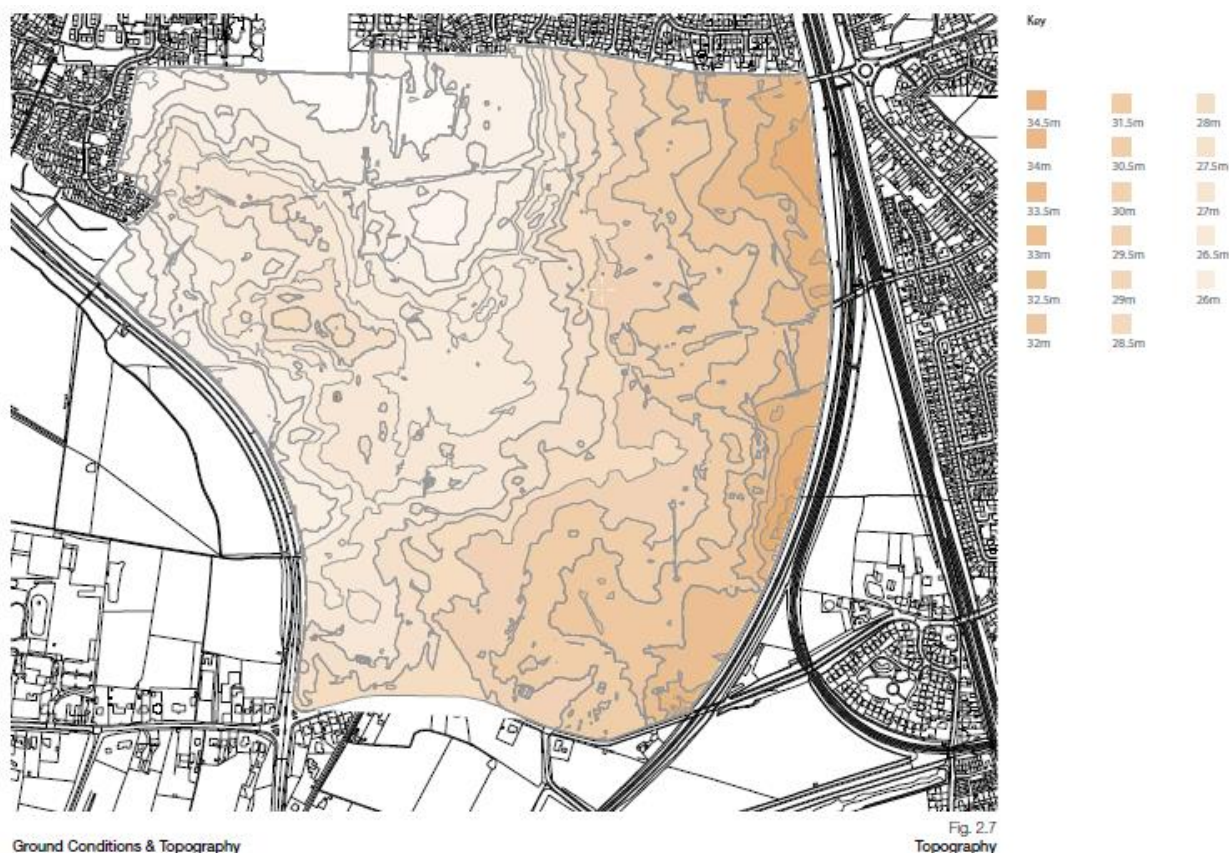 Key
34.5m
34m
33.5m
33m
32.5m
32m
31.5m
30.5m
30m
29.5m
29m
28.5m
28m
27.5m
27m
26.5m
26m
Fig. 2.7
Ground Conditions & Topography
Topography